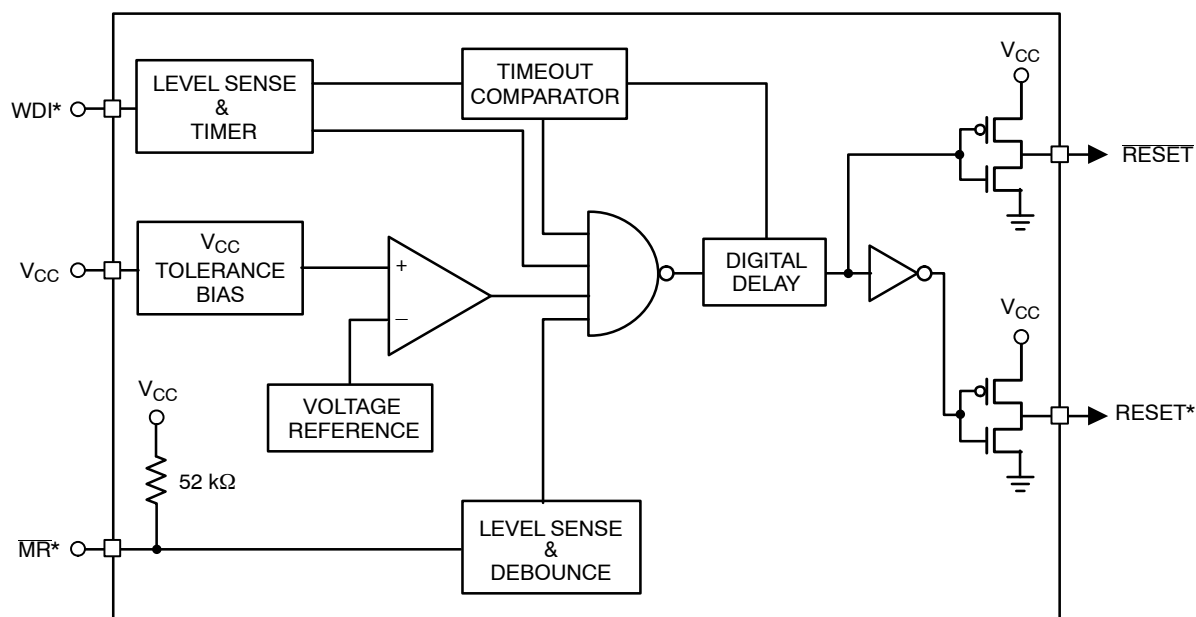 WDI*
LEVEL SENSE
&
TIMER
TIMEOUT
COMPARATOR
VCC
RESET
VCC
VCC
TOLERANCE
BIAS
+
−
DIGITAL
DELAY
VCC
VOLTAGE
REFERENCE
VCC
52 kΩ
RESET*
MR*
LEVEL SENSE
&
DEBOUNCE